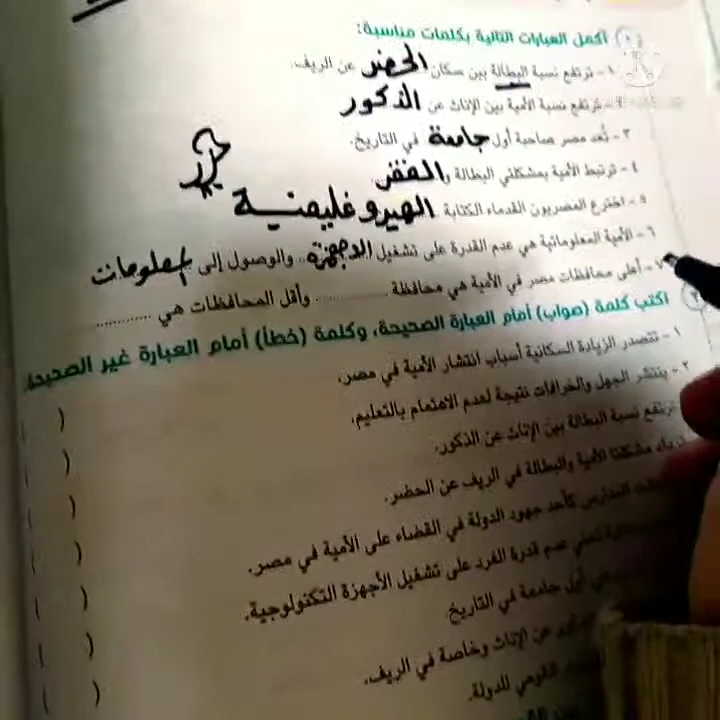 ١ أكمل العبارات التالية بكلمات مناسبة:
١- ترتفع نسبة البطالة بين سكان الحضر عن الريف.
ترتفع نسبة الأمية بين الإناث عن الذكور
٣- تُعد مصر صاحبة أول جامعة في التاريخ.
٤- ترتبط الأمية بمشكلتي البطالة والفقر
٥- اخترع المصريون القدماء الكتابة الهيروغليفية
٦- الأمية المعلوماتية هي عدم القدرة على تشغيل الأجهزة.. والوصول إلى المعلومات
٧- أعلى محافظات مصر في الأمية هي محافظة ............ وأقل المحافظات هي ............
٢ اكتب كلمة (صواب) أمام العبارة الصحيحة، وكلمة (خطأ) أمام العبارة غير الصحيحة
١- تتصدر الزيادة السكانية أسباب انتشار الأمية في مصر. ( )
٢- ينتشر الجهل والخرافات نتيجة لعدم الاهتمام بالتعليم. ( )
ترتفع نسبة البطالة بين الإناث عن الذكور. ( )
مشكلتا الأمية والبطالة في الريف عن الحضر. ( )
المدارس كأحد جهود الدولة في القضاء على الأمية في مصر. ( )
تعني عدم قدرة الفرد على تشغيل الأجهزة التكنولوجية. ( )
أول جامعة في التاريخ ( )
عن الإناث وخاصة في الريف.
القومي للدولة.